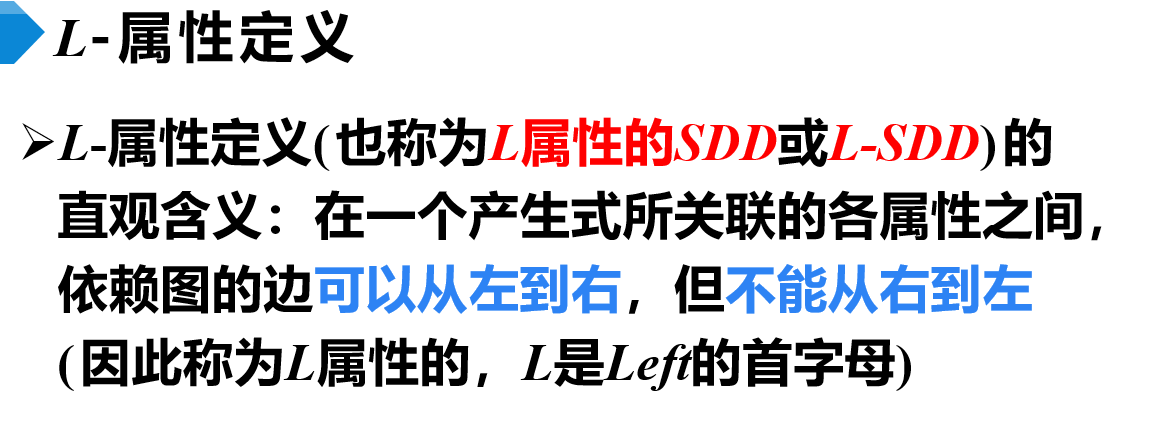 L-属性定义
➢L-属性定义(也称为L属性的SDD或L-SDD)的
直观含义：在一个产生式所关联的各属性之间，
依赖图的边可以从左到右，但不能从右到左
(因此称为L属性的，L是Left的首字母)